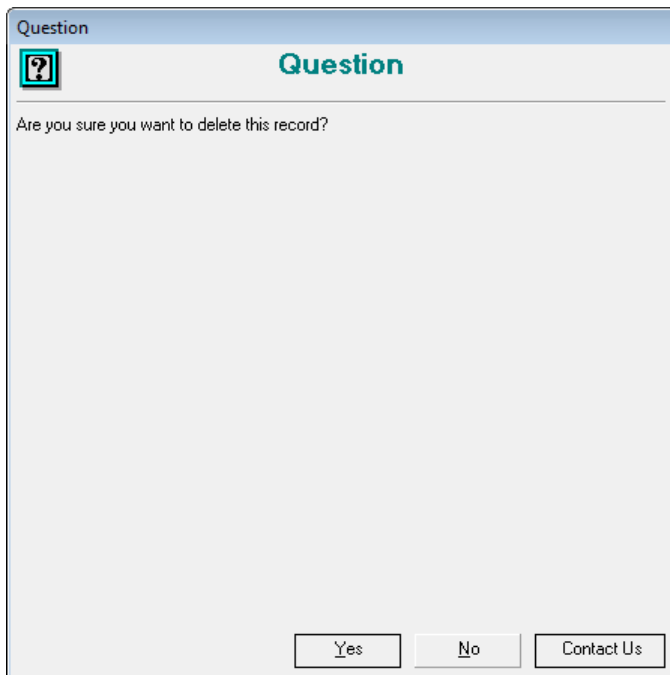 Question
Question
Are you sure you want to delete this record?
Yes No Contact Us